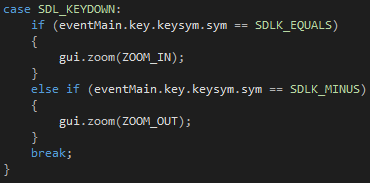 case SDL_KEYDOWN:
    if (eventMain.key.keysym.sym == SDLK_EQUALS)
    {
        gui.zoom(ZOOM_IN);
    }
    else if (eventMain.key.keysym.sym == SDLK_MINUS)
    {
        gui.zoom(ZOOM_OUT);
    }
    break;
}